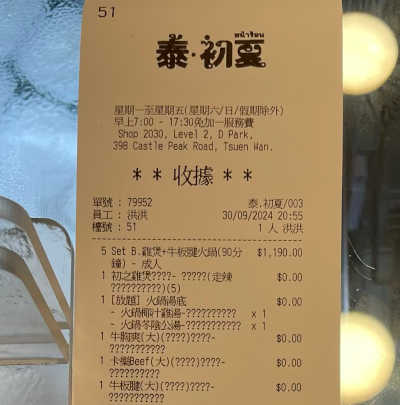 51
หน้าร้อน
泰·初夏
星期一至星期五(星期六/日/假期除外)
早上7:00 - 17:30免加一服務費
Shop 2030, Level 2, D Park,
398 Castle Peak Road, Tsuen Wan.
** 收據 **
單號 : 79952 泰.初夏/003
員工 : 洪洪 30/09/2024 20:55
檯號 : 51 1 人 洪洪
5 Set B.雞煲+牛板腱火鍋(90分 $1,190.00
鐘) - 成人
1 初之雞煲????- ?????(走辣 $0.00
??????????)(5)
1 [放題] 火鍋湯底 $0.00
- 火鍋椰汁雞湯-?????????? x 1
- 火鍋冬陰公湯-??????????? x 1
1 牛胸爽(大)(????)????- $0.00
???????????
1 卡樂Beef(大)(????)????- $0.00
??????????
1 牛板腱(大)(????)????- $0.00
???????????